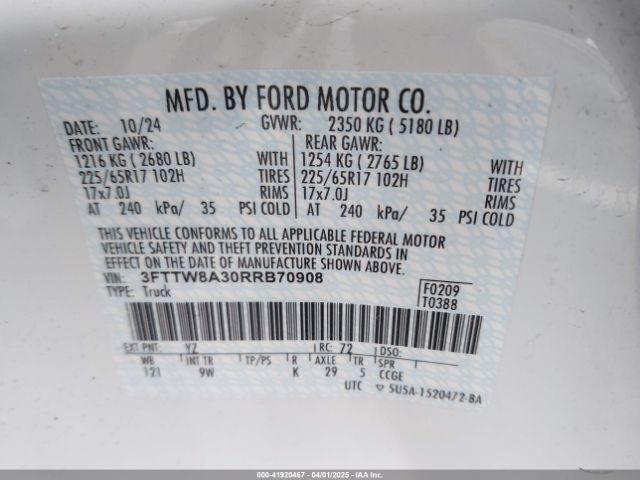 MFD. BY FORD MOTOR CO.
DATE: 10/24 GVWR: 2350 KG ( 5180 LB)
FRONT GAWR: REAR GAWR:
1216 KG ( 2680 LB) WITH 1254 KG ( 2765 LB) WITH
225/65R17 102H TIRES 225/65R17 102H TIRES
17x7.0J RIMS 17x7.0J RIMS
AT 240 kPa/ 35 PSI COLD AT 240 kPa/ 35 PSI COLD
THIS VEHICLE CONFORMS TO ALL APPLICABLE FEDERAL MOTOR
VEHICLE SAFETY AND THEFT PREVENTION STANDARDS IN
EFFECT ON THE DATE OF MANUFACTURE SHOWN ABOVE.
VIN: 3FTTW8A30RRB70908 F0209
TYPE: Truck T0388
EXT PNT: YZ RC: 72 DSO:
WB INT TR TP/PS R AXLE TR SPR
121 9W K 29 5 CCGE
UTC ▽ 5U5A-1520472-BA
000-41920467 - 04/01/2025 - IAAI.com